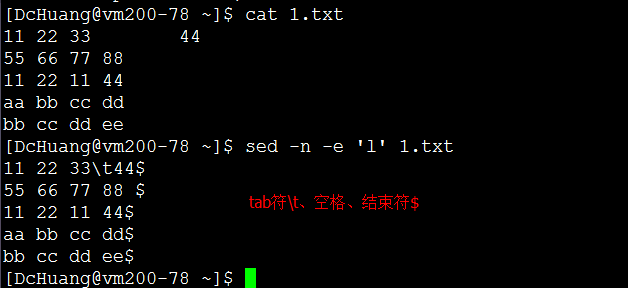 [DcHuang@vm200-78 ~]$ cat 1.txt
11 22 33        44
55 66 77 88
11 22 11 44
aa bb cc dd
bb cc dd ee
[DcHuang@vm200-78 ~]$ sed -n -e 'l' 1.txt
11 22 33\t44$
55 66 77 88 $
tab符\t、空格、结束符$
11 22 11 44$
aa bb cc dd$
bb cc dd ee$
[DcHuang@vm200-78 ~]$